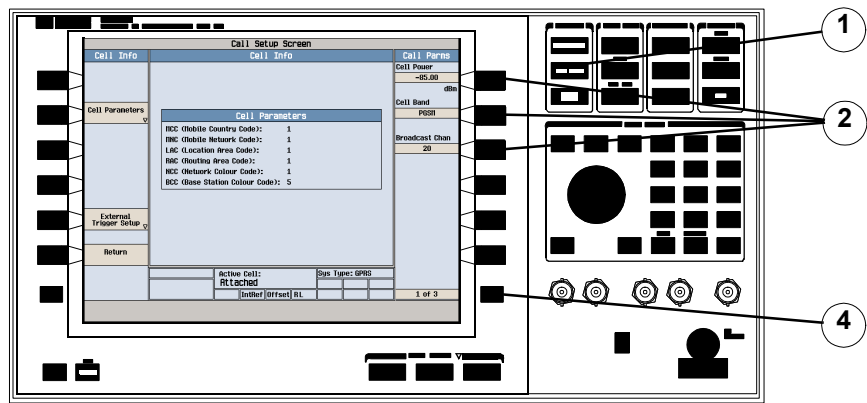 Call Setup Screen
Cell Info
Cell Info
Call Parms
Cell Power
-85.00
dBm
Cell Parameters
Cell Band
PGSM
Cell Parameters
MCC (Mobile Country Code): 1
MNC (Mobile Network Code): 1
LAC (Location Area Code): 1
RAC (Routing Area Code): 1
NCC (Network Colour Code): 1
BCC (Base Station Colour Code): 5
Broadcast Chan
20
External
Trigger Setup
Return
Active Cell:
Attached
Sys Type: GPRS
IntRef Offset RL
1 of 3
1
2
4